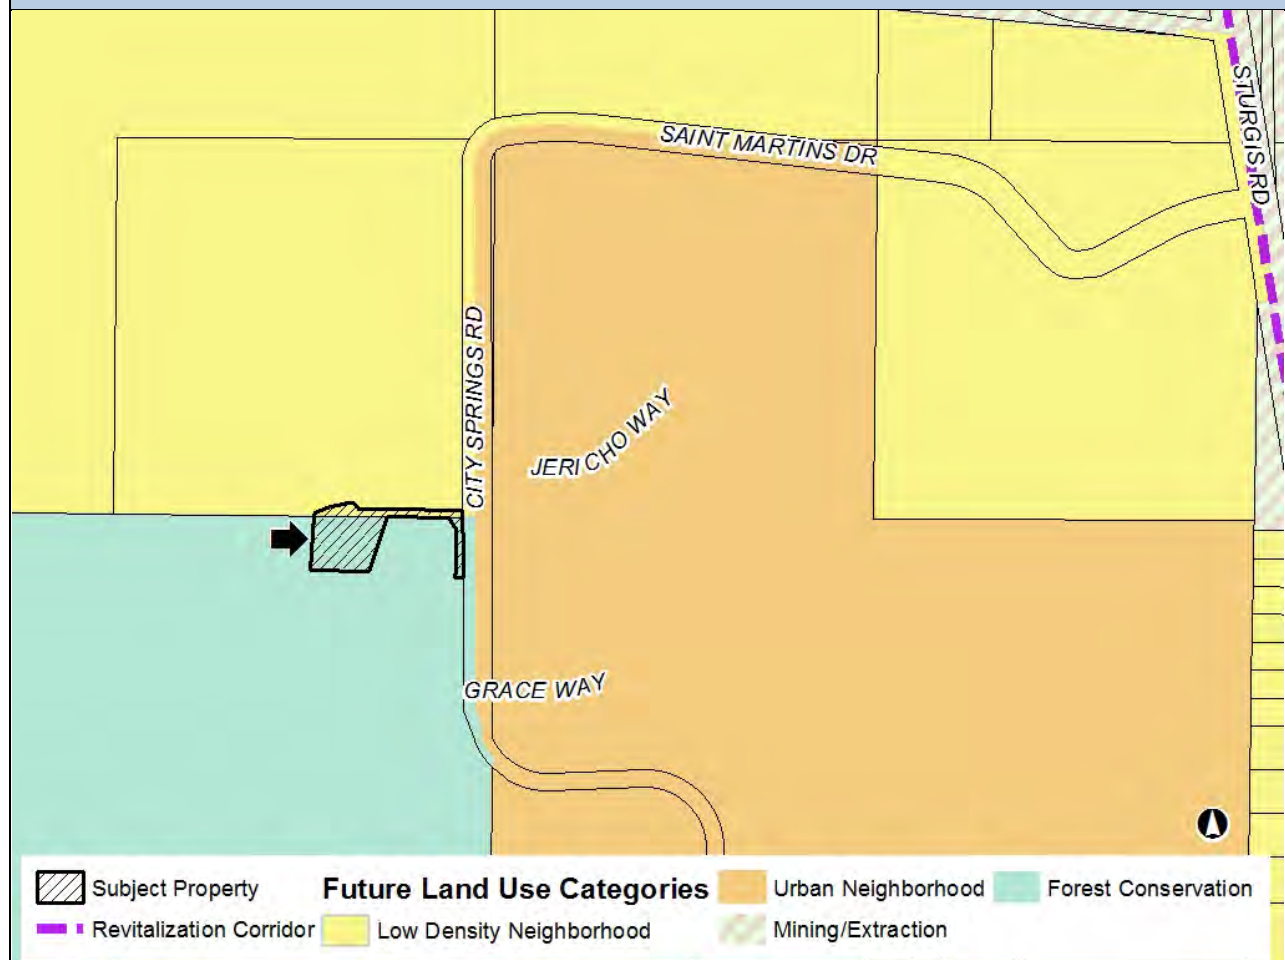 SAINT MARTINS DR
STURGIS RD
CITY SPRINGS RD
JERICHO WAY
GRACE WAY
Subject Property
Future Land Use Categories
Urban Neighborhood
Forest Conservation
Revitalization Corridor
Low Density Neighborhood
Mining/Extraction